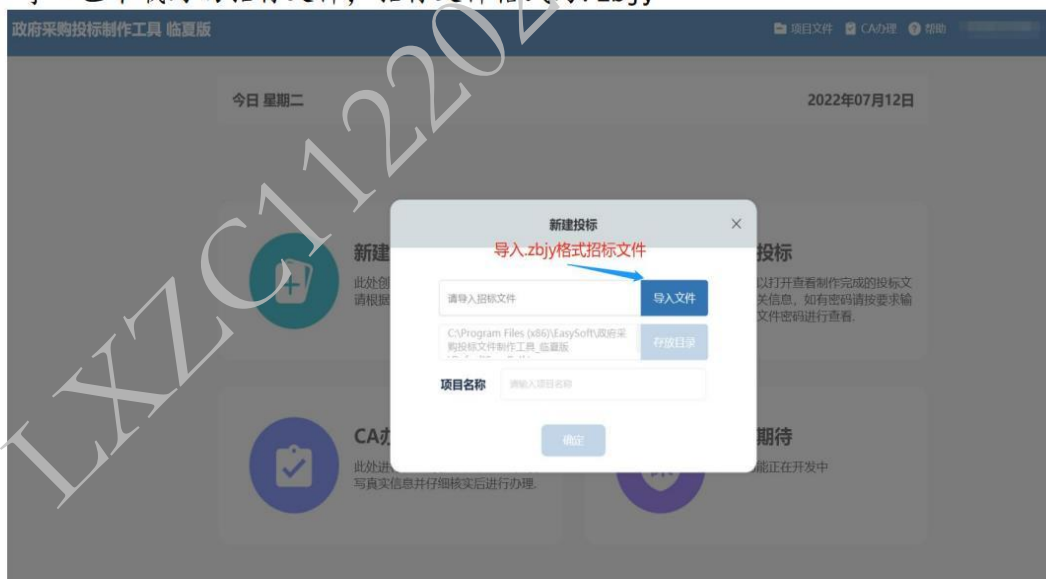 政府采购投标制作工具 临夏版
项目文件 CA办理 帮助
今日 星期二
2022年07月12日
新建投标
导入.zbjy格式招标文件
请导入招标文件
导入文件
C:\Program Files (x86)\EasySoft\政府采
购投标文件制作工具_临夏版
存放目录
项目名称 请输入项目名称
确定
新建
此处创
请根据
投标
以打开查看制作完成的投标文
关信息，如有密码请按要求输
文件密码进行查看.
CA办
此处进
写真实信息并仔细核实后进行办理.
期待
能正在开发中
LXZC11220